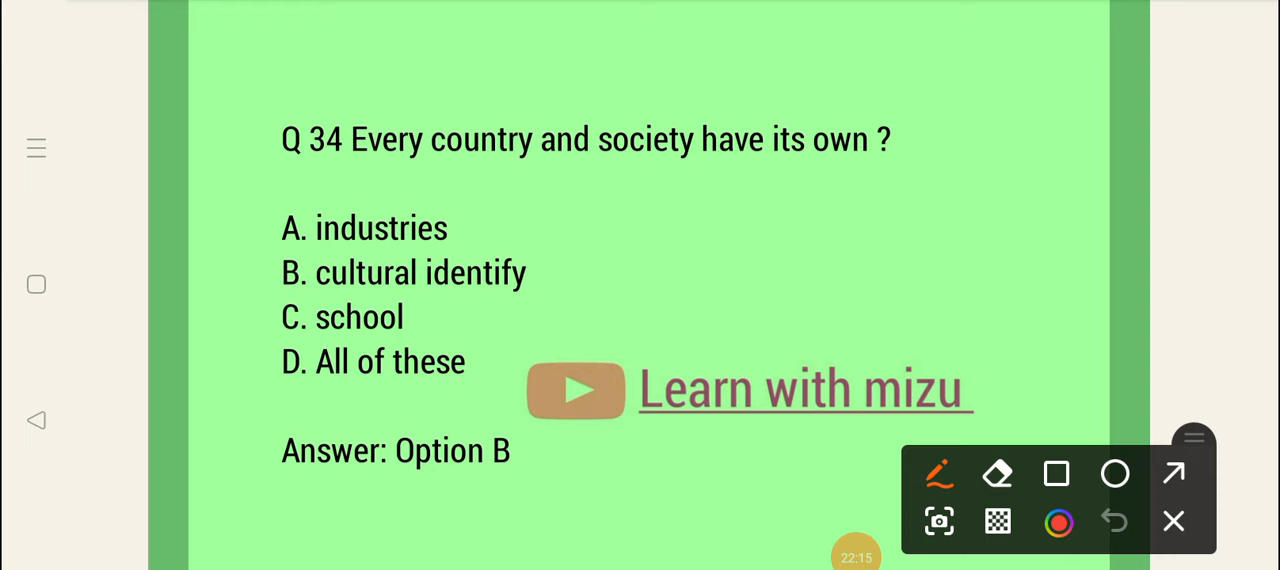 Q 34 Every country and society have its own ?
A. industries
B. cultural identify
C. school
D. All of these
Learn with mizu
Answer: Option B
22:15